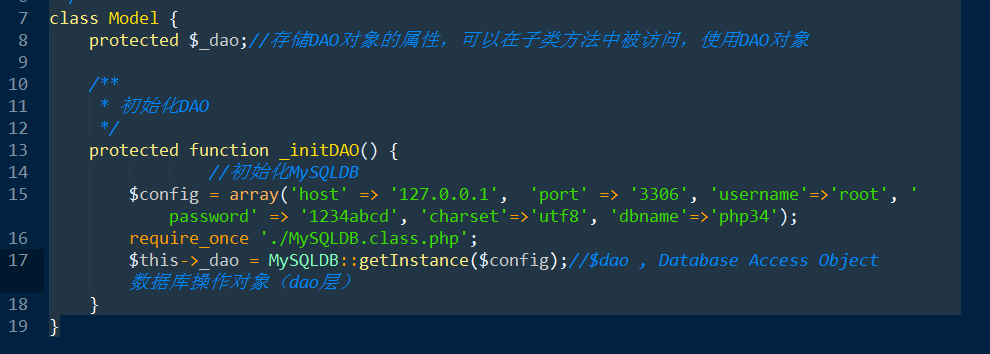 7 class Model {
8 protected $_dao;//存储DAO对象的属性，可以在子类方法中被访问，使用DAO对象
9
10 /**
11 * 初始化DAO
12 */
13 protected function _initDAO() {
14 //初始化MySQLDB
15 $config = array('host' => '127.0.0.1', 'port' => '3306', 'username'=>'root', '
password' => '1234abcd', 'charset'=>'utf8', 'dbname'=>'php34');
16 require_once './MySQLDB.class.php';
17 $this->_dao = MySQLDB::getInstance($config);//$dao , Database Access Object
数据库操作对象（dao层）
18 }
19 }